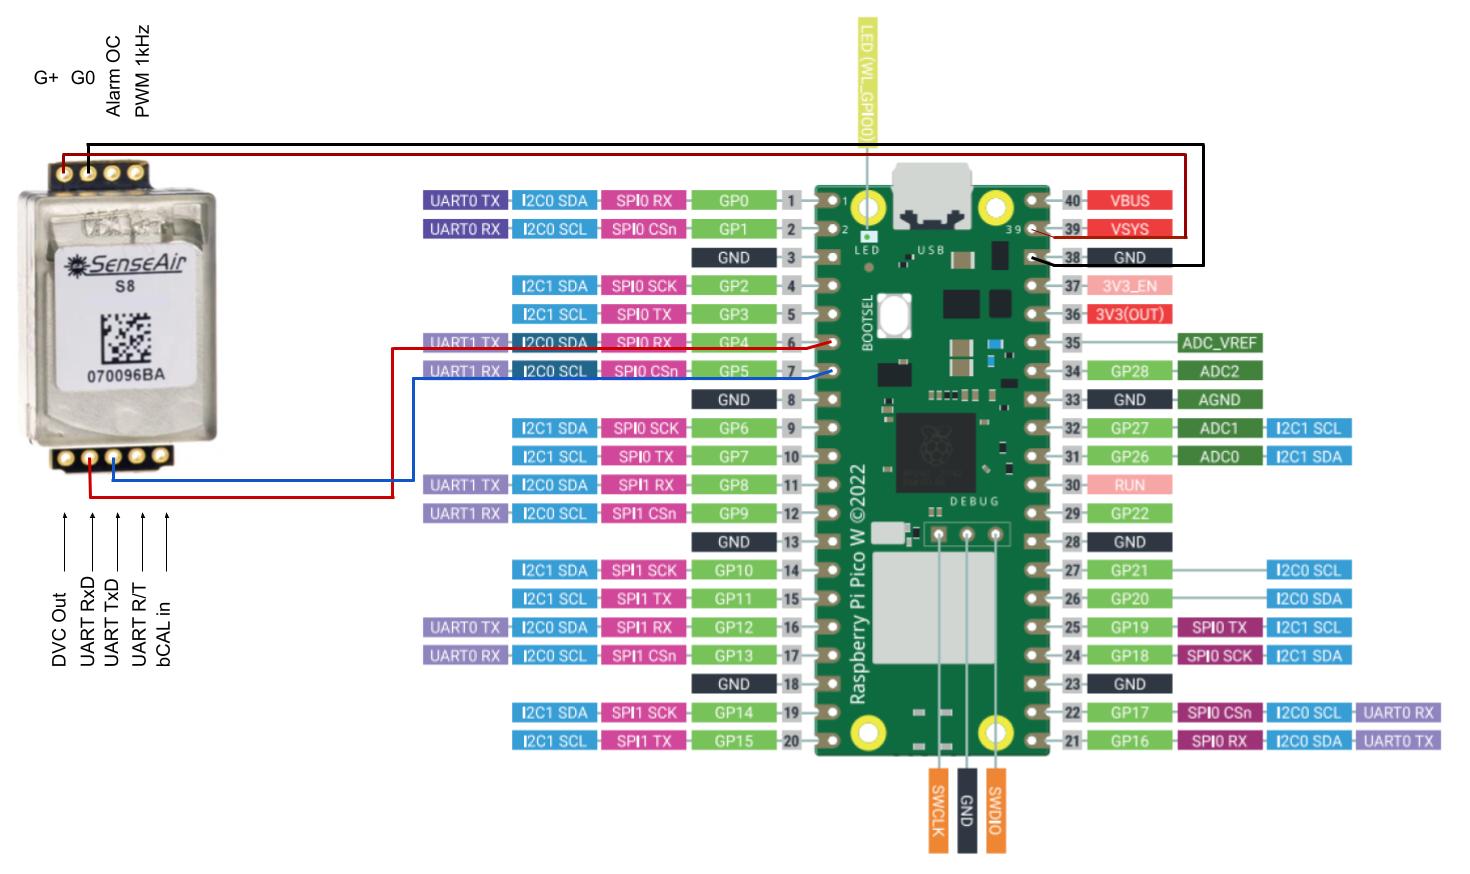 G+ G0 Alarm OC PWM 1kHz
LED (WL_GPIO0)
SenseAir
S8
070096BA
DVC Out
UART RxD
UART TxD
UART R/T
bCAL in
UART0 TX I2C0 SDA SPI0 RX GP0 1
UART0 RX I2C0 SCL SPI0 CSn GP1 2
GND 3
I2C1 SDA SPI0 SCK GP2 4
I2C1 SCL SPI0 TX GP3 5
UART1 TX I2C0 SDA SPI0 RX GP4 6
UART1 RX I2C0 SCL SPI0 CSn GP5 7
GND 8
I2C1 SDA SPI0 SCK GP6 9
I2C1 SCL SPI0 TX GP7 10
UART1 TX I2C0 SDA SPI1 RX GP8 11
UART1 RX I2C0 SCL SPI1 CSn GP9 12
GND 13
I2C1 SDA SPI1 SCK GP10 14
I2C1 SCL SPI1 TX GP11 15
UART0 TX I2C0 SDA SPI1 RX GP12 16
UART0 RX I2C0 SCL SPI1 CSn GP13 17
GND 18
I2C1 SDA SPI1 SCK GP14 19
I2C1 SCL SPI1 TX GP15 20
1
2
39
LED
USB
BOOTSEL
DEBUG
Raspberry Pi Pico W ©2022
40 VBUS
39 VSYS
38 GND
37 3V3_EN
36 3V3(OUT)
35 ADC_VREF
34 GP28 ADC2
33 GND AGND
32 GP27 ADC1 I2C1 SCL
31 GP26 ADC0 I2C1 SDA
30 RUN
29 GP22
28 GND
27 GP21 I2C0 SCL
26 GP20 I2C0 SDA
25 GP19 SPI0 TX I2C1 SCL
24 GP18 SPI0 SCK I2C1 SDA
23 GND
22 GP17 SPI0 CSn I2C0 SCL UART0 RX
21 GP16 SPI0 RX I2C0 SDA UART0 TX
SWCLK
GND
SWDIO